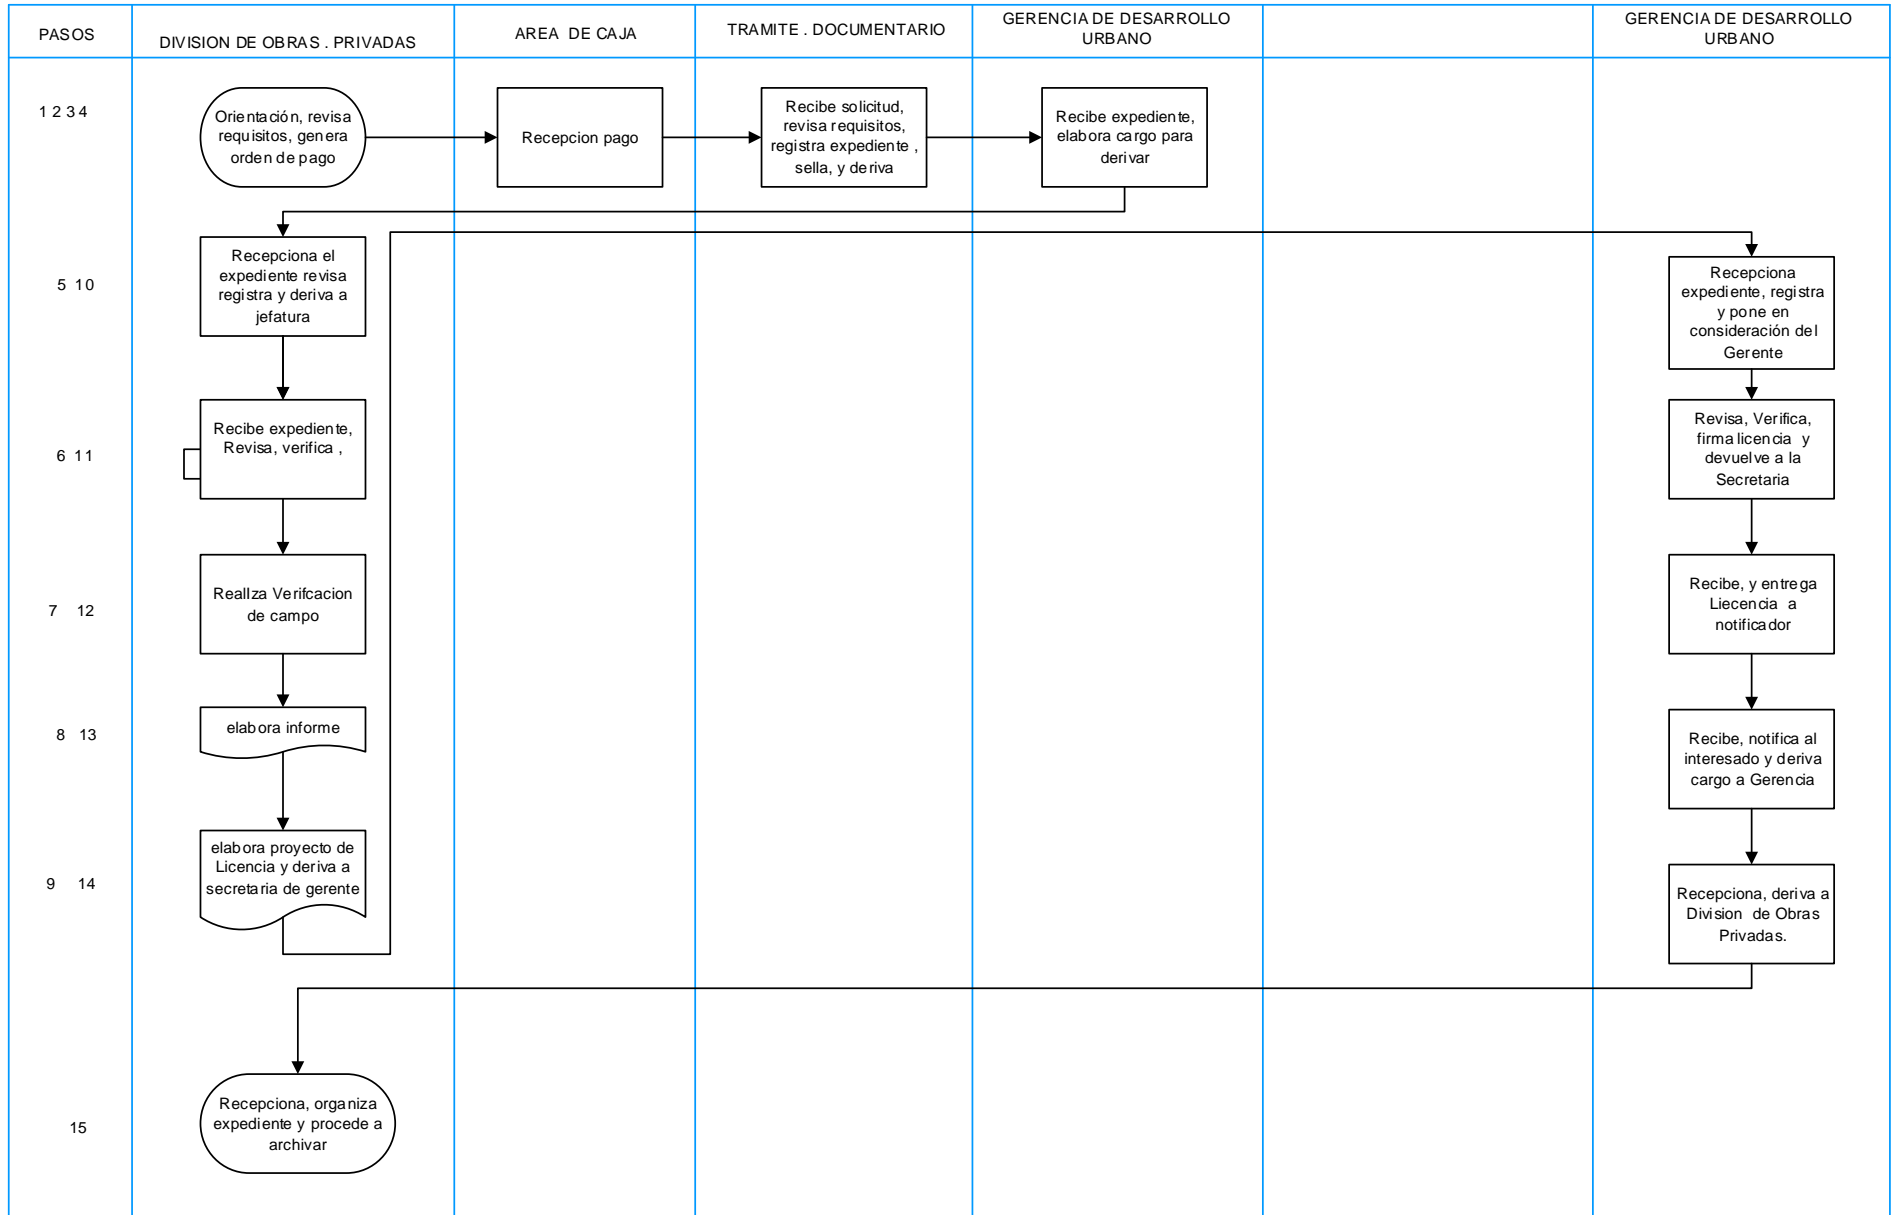 PASOS
DIVISION DE OBRAS . PRIVADAS
AREA DE CAJA
TRAMITE . DOCUMENTARIO
GERENCIA DE DESARROLLO
URBANO
GERENCIA DE DESARROLLO
URBANO
1 2 3 4
Orientación, revisa
requisitos, genera
orden de pago
Recepcion pago
Recibe solicitud,
revisa requisitos,
registra expediente ,
sella, y deriva
Recibe expediente,
elabora cargo para
derivar
5 10
Recepciona el
expediente revisa
registra y deriva a
jefatura
Recepciona
expediente, registra
y pone en
consideración del
Gerente
6 11
Recibe expediente,
Revisa, verifica ,
Revisa, Verifica,
firma licencia y
devuelve a la
Secretaria
7 12
RealIza Verifcacion
de campo
Recibe, y entrega
Liecencia a
notificador
8 13
elabora informe
Recibe, notifica al
interesado y deriva
cargo a Gerencia
9 14
elabora proyecto de
Licencia y deriva a
secretaria de gerente
Recepciona, deriva a
Division de Obras
Privadas.
15
Recepciona, organiza
expediente y procede a
archivar